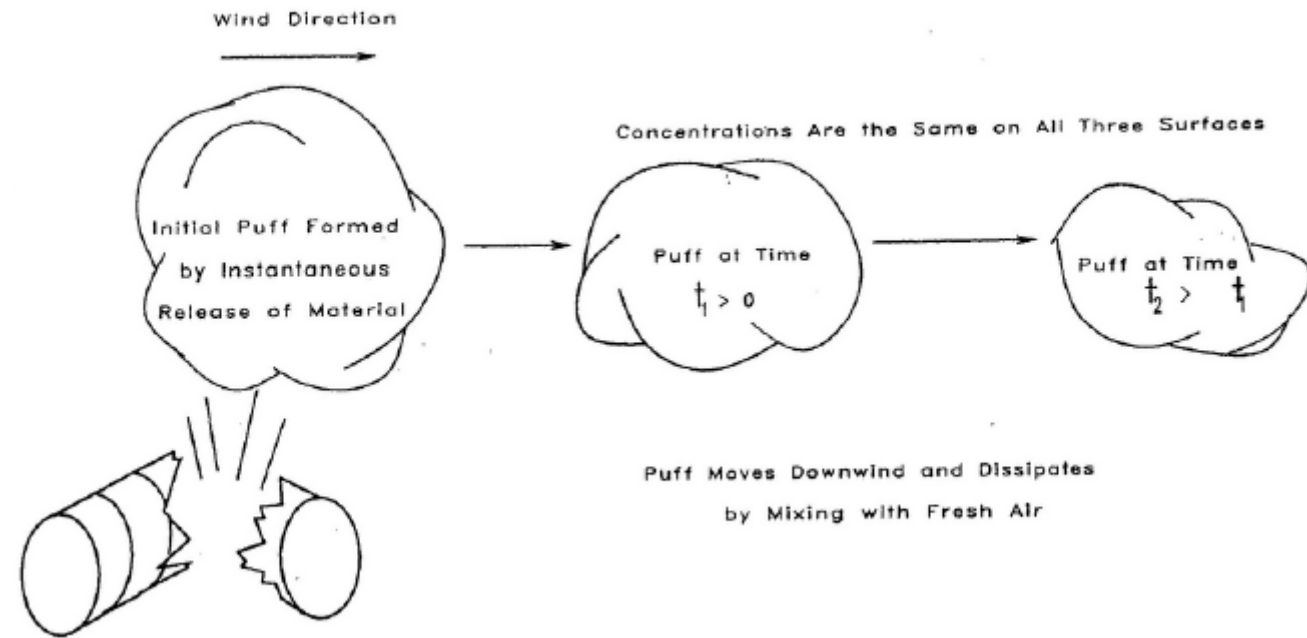 Wind Direction
Concentrations Are the Same on All Three Surfaces
Initial Puff Formed
by Instantaneous
Release of Material
Puff at Time
t₁ > 0
Puff at Time
t₂ > t₁
Puff Moves Downwind and Dissipates
by Mixing with Fresh Air